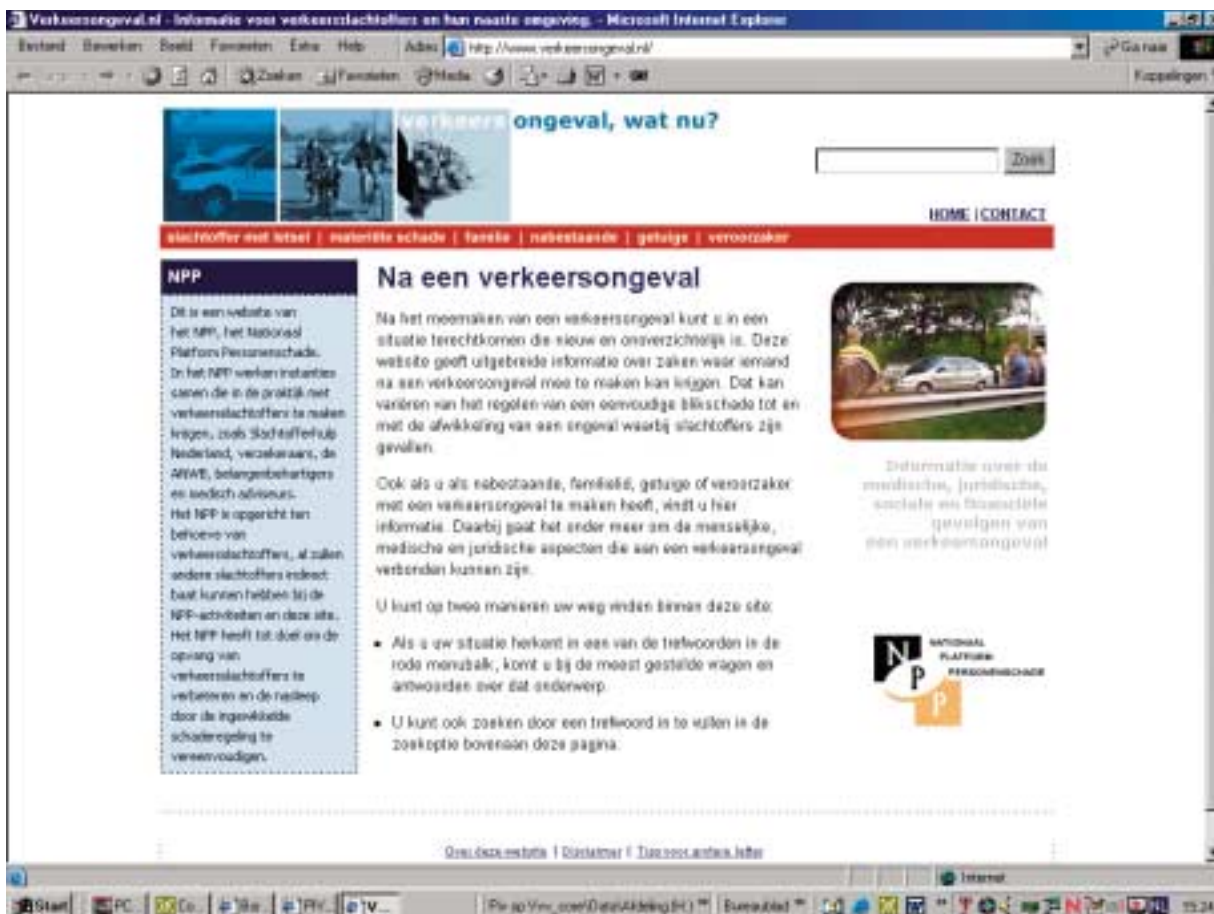 Verkeersongeval.nl - Informatie voor verkeersslachtoffers en hun naaste omgeving. - Microsoft Internet Explorer
Bestand Bewerken Beeld Favorieten Extra Help Adres http://www.verkeersongeval.nl/ Ga naar
Zoeken Favorieten Media Koppelingen
verkeersongeval, wat nu?
Zoek
HOME | CONTACT
slachtoffer met letsel | materiële schade | familie | nabestaande | getuige | veroorzaker
NPP
Dit is een website van
het NPP, het Nationaal
Platform Personenschade.
In het NPP werken instanties
samen die in de praktijk met
verkeersslachtoffers te maken
krijgen, zoals Slachtofferhulp
Nederland, verzekeraars, de
ANWB, belangenbehartigers
en medisch adviseurs.
Het NPP is opgericht ten
behoeve van
verkeersslachtoffers, al zullen
andere slachtoffers indirect
baat kunnen hebben bij de
NPP-activiteiten en deze site.
Het NPP heeft tot doel om de
opvang van
verkeersslachtoffers te
verbeteren en de nasleep
door de ingewikkelde
schaderegeling te
vereenvoudigen.
Na een verkeersongeval
Na het meemaken van een verkeersongeval kunt u in een
situatie terechtkomen die nieuw en onoverzichtelijk is. Deze
website geeft uitgebreide informatie over zaken waar iemand
na een verkeersongeval mee te maken kan krijgen. Dat kan
variëren van het regelen van een eenvoudige blikschade tot en
met de afwikkeling van een ongeval waarbij slachtoffers zijn
gevallen.
Ook als u als nabestaande, familielid, getuige of veroorzaker
met een verkeersongeval te maken heeft, vindt u hier
informatie. Daarbij gaat het onder meer om de menselijke,
medische en juridische aspecten die aan een verkeersongeval
verbonden kunnen zijn.
U kunt op twee manieren uw weg vinden binnen deze site:
• Als u uw situatie herkent in een van de trefwoorden in de
rode menubalk, komt u bij de meest gestelde vragen en
antwoorden over dat onderwerp.
• U kunt ook zoeken door een trefwoord in te vullen in de
zoekoptie bovenaan deze pagina.
Informatie over de
medische, juridische,
sociale en financiële
gevolgen van
een verkeersongeval
NPP
NATIONAAL
PLATFORM
PERSONENSCHADE
Over deze website | Disclaimer | Tips voor andere letter
Internet
Start Bureaublad 15:24